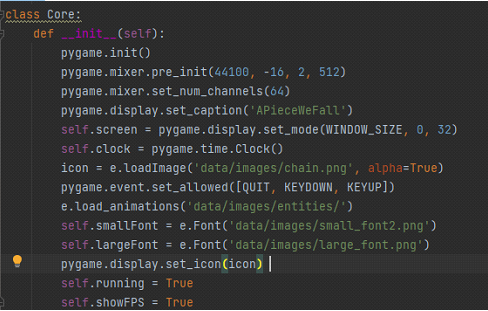 class Core:
    def __init__(self):
        pygame.init()
        pygame.mixer.pre_init(44100, -16, 2, 512)
        pygame.mixer.set_num_channels(64)
        pygame.display.set_caption('APieceWeFall')
        self.screen = pygame.display.set_mode(WINDOW_SIZE, 0, 32)
        self.clock = pygame.time.Clock()
        icon = e.loadImage('data/images/chain.png', alpha=True)
        pygame.event.set_allowed([QUIT, KEYDOWN, KEYUP])
        e.load_animations('data/images/entities/')
        self.smallFont = e.Font('data/images/small_font2.png')
        self.largeFont = e.Font('data/images/large_font.png')
        pygame.display.set_icon(icon)
        self.running = True
        self.showFPS = True